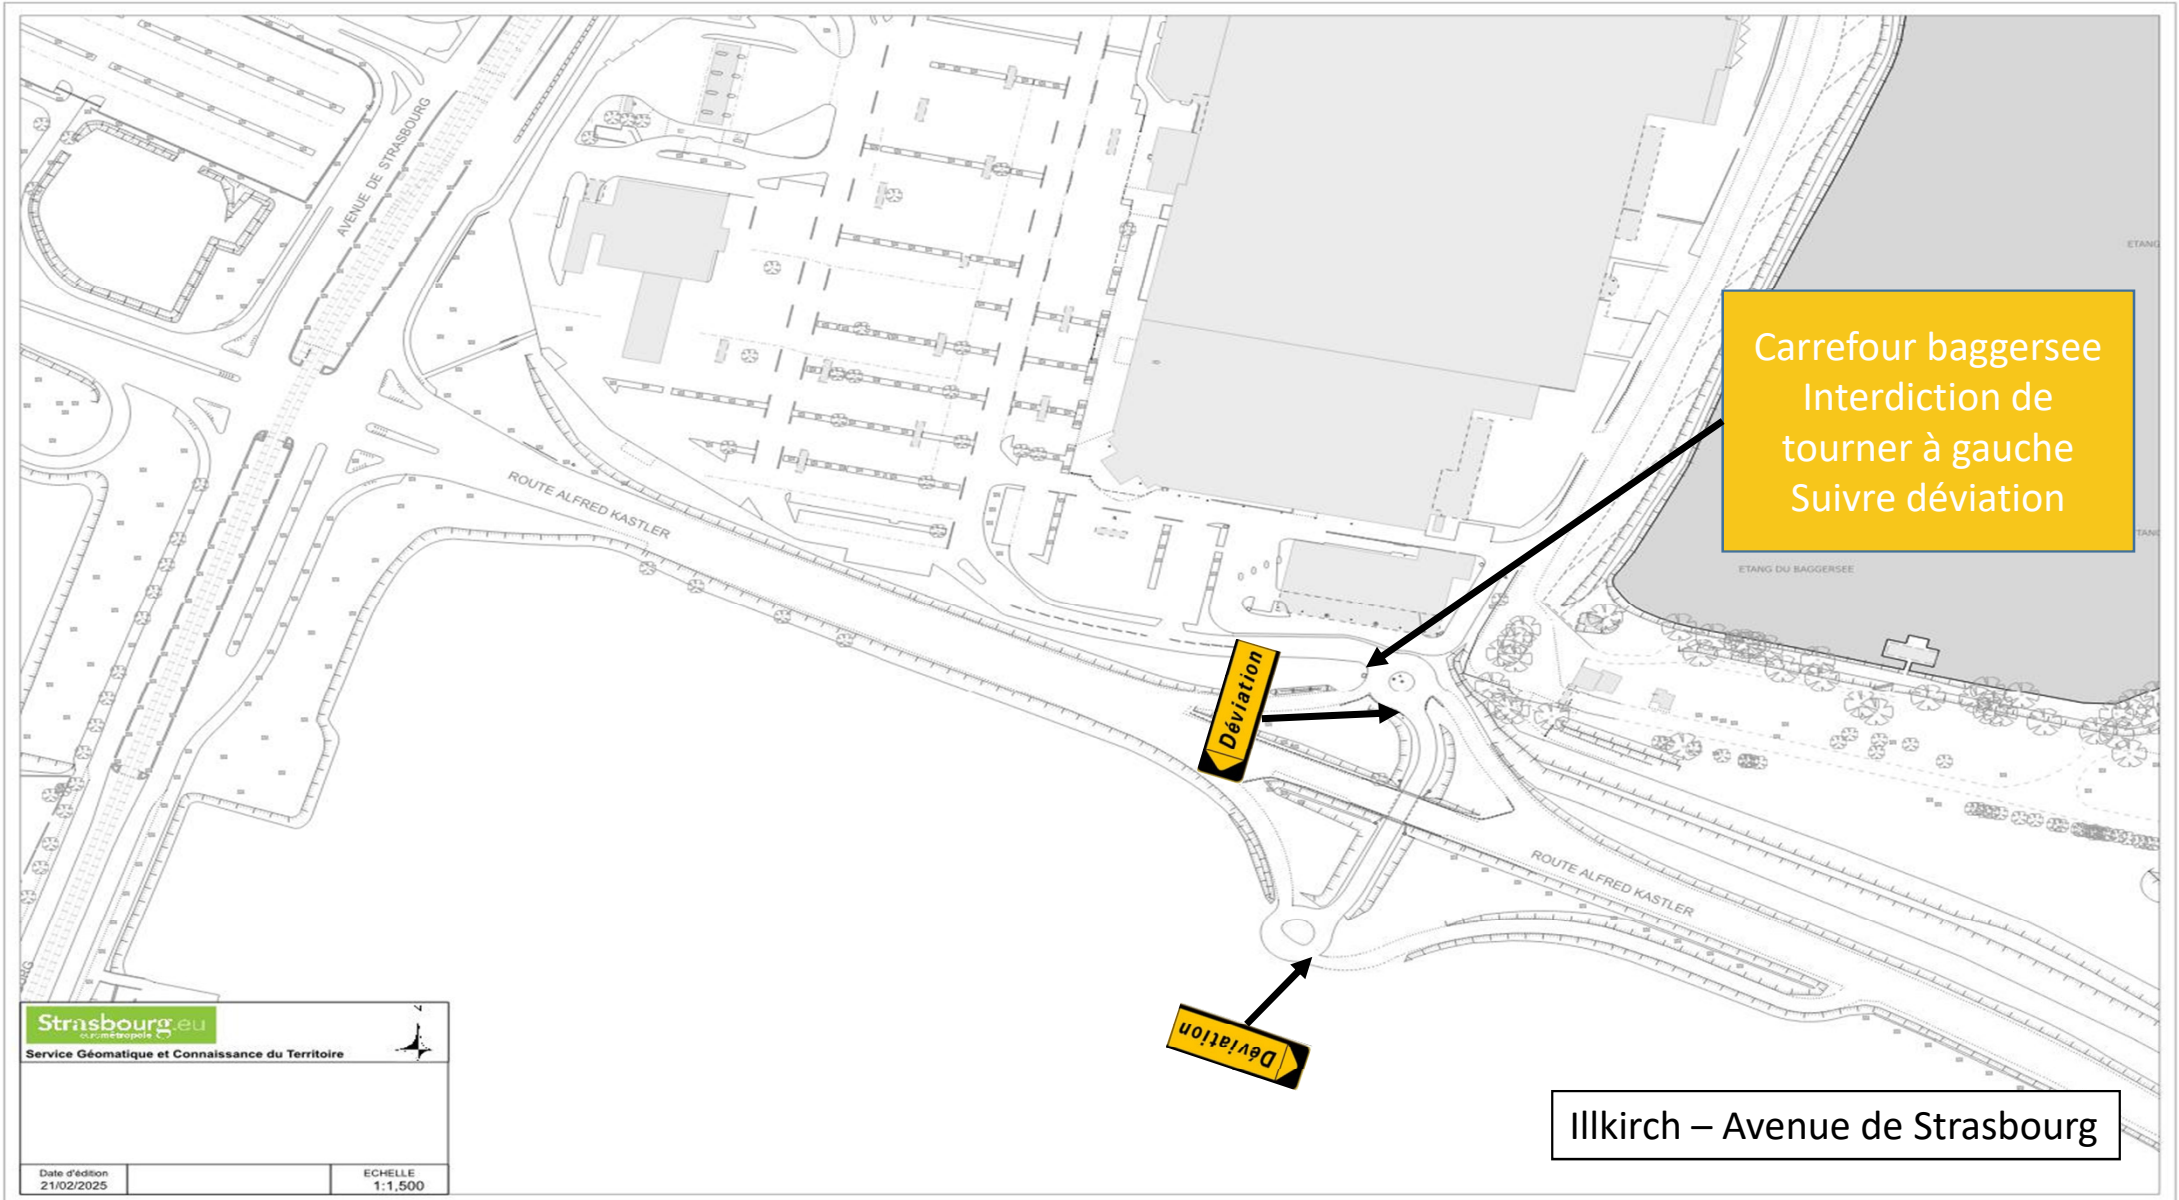 AVENUE DE STRASBOURG
ETANG
Carrefour baggersee
Interdiction de
tourner à gauche
Suivre déviation
ROUTE ALFRED KASTLER
ETANG DU BAGGERSEE
Déviation
ROUTE ALFRED KASTLER
Déviation
Strasbourg.eu
eurométropole
Service Géomatique et Connaissance du Territoire
Date d'édition
21/02/2025
ECHELLE
1:1,500
Illkirch – Avenue de Strasbourg